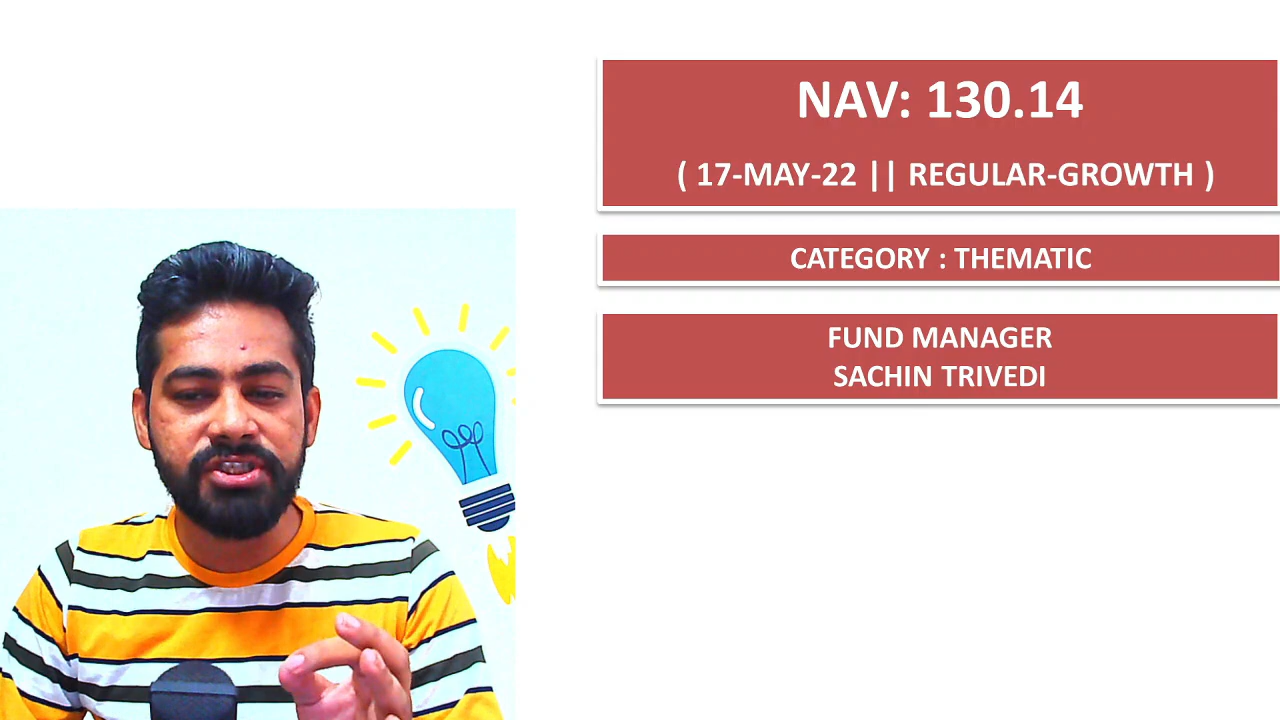 NAV: 130.14
( 17-MAY-22 || REGULAR-GROWTH )
CATEGORY : THEMATIC
FUND MANAGER
SACHIN TRIVEDI